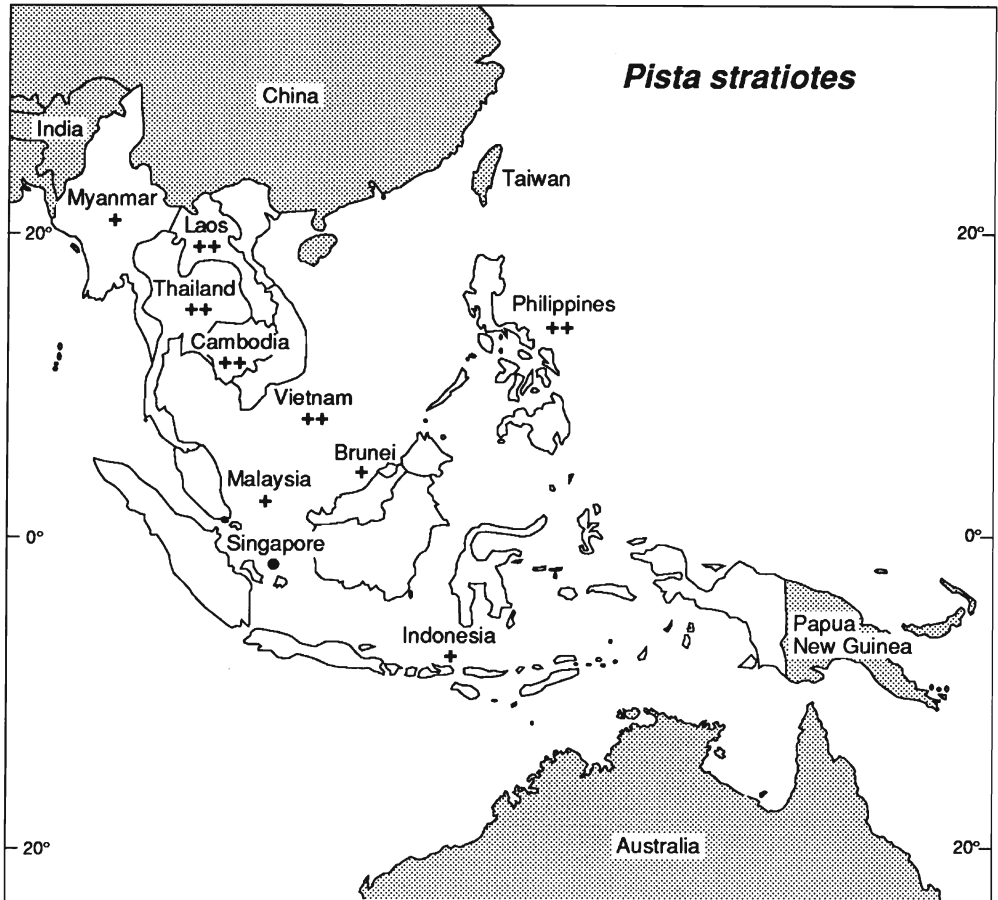 Pista stratiotes
China
India
Taiwan
Myanmar
+
Laos
++
20°
20°
Thailand
++
Philippines
++
Cambodia
++
Vietnam
++
Brunei
+
Malaysia
+
0°
0°
Singapore
●
Indonesia
+
Papua
New Guinea
Australia
20°
20°